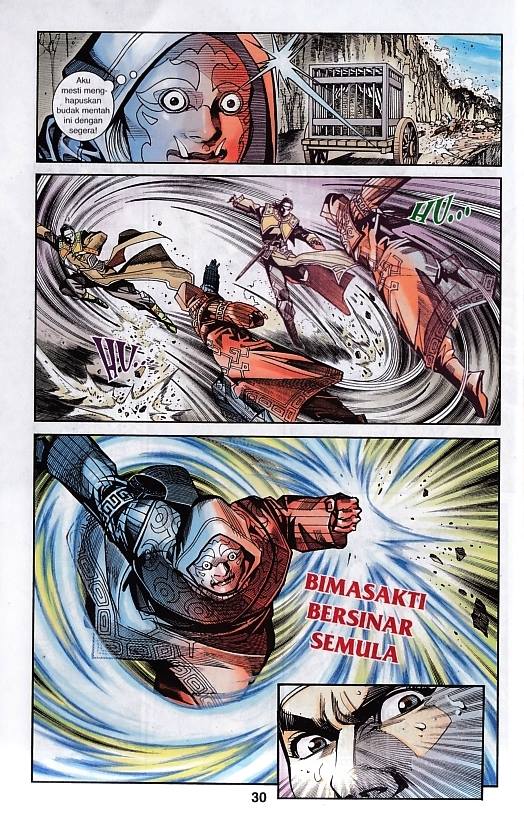 Aku
mesti meng-
hapuskan
budak mentah
ini dengan
segera!
HU...
HU...
BIMASAKTI
BERSINAR
SEMULA
30